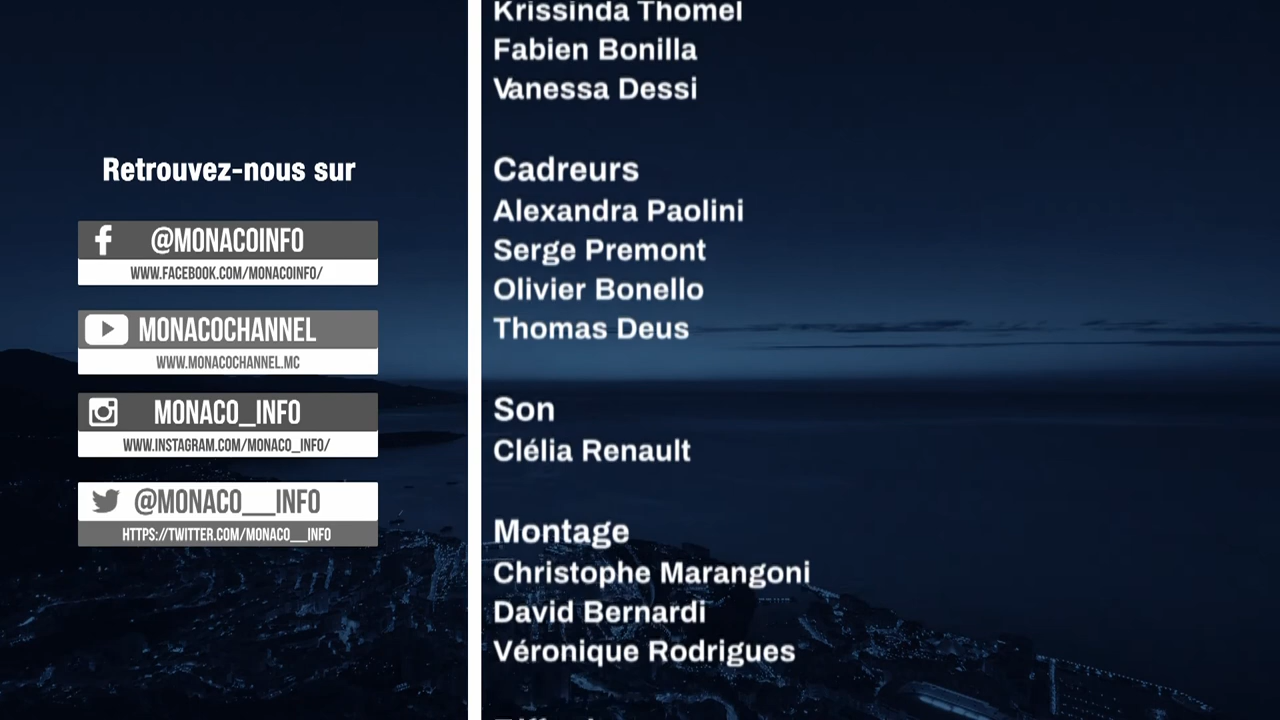 Retrouvez-nous sur
@MONACOINFO
WWW.FACEBOOK.COM/MONACOINFO/
MONACOCHANNEL
WWW.MONACOCHANNEL.MC
MONACO_INFO
WWW.INSTAGRAM.COM/MONACO_INFO/
@MONACO__INFO
HTTPS://TWITTER.COM/MONACO__INFO
Krissinda Thomel
Fabien Bonilla
Vanessa Dessi
Cadreurs
Alexandra Paolini
Serge Premont
Olivier Bonello
Thomas Deus
Son
Clélia Renault
Montage
Christophe Marangoni
David Bernardi
Véronique Rodrigues